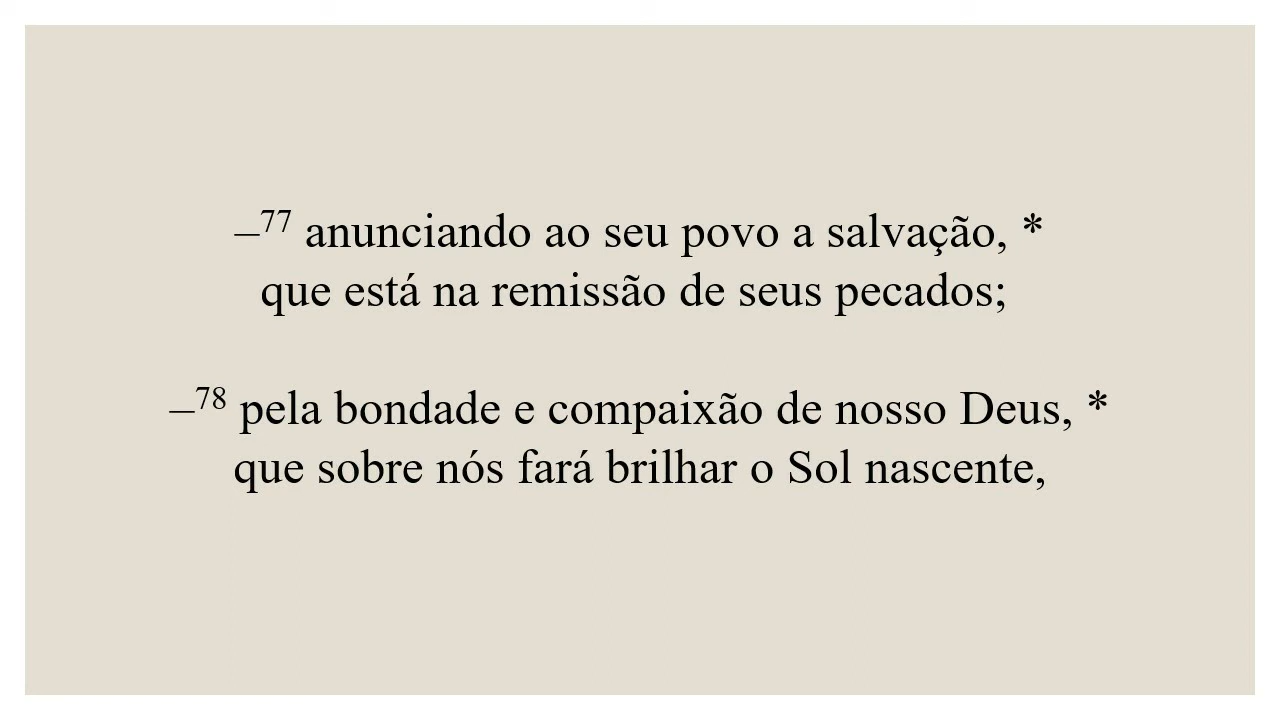 –77 anunciando ao seu povo a salvação, *
que está na remissão de seus pecados;
–78 pela bondade e compaixão de nosso Deus, *
que sobre nós fará brilhar o Sol nascente,